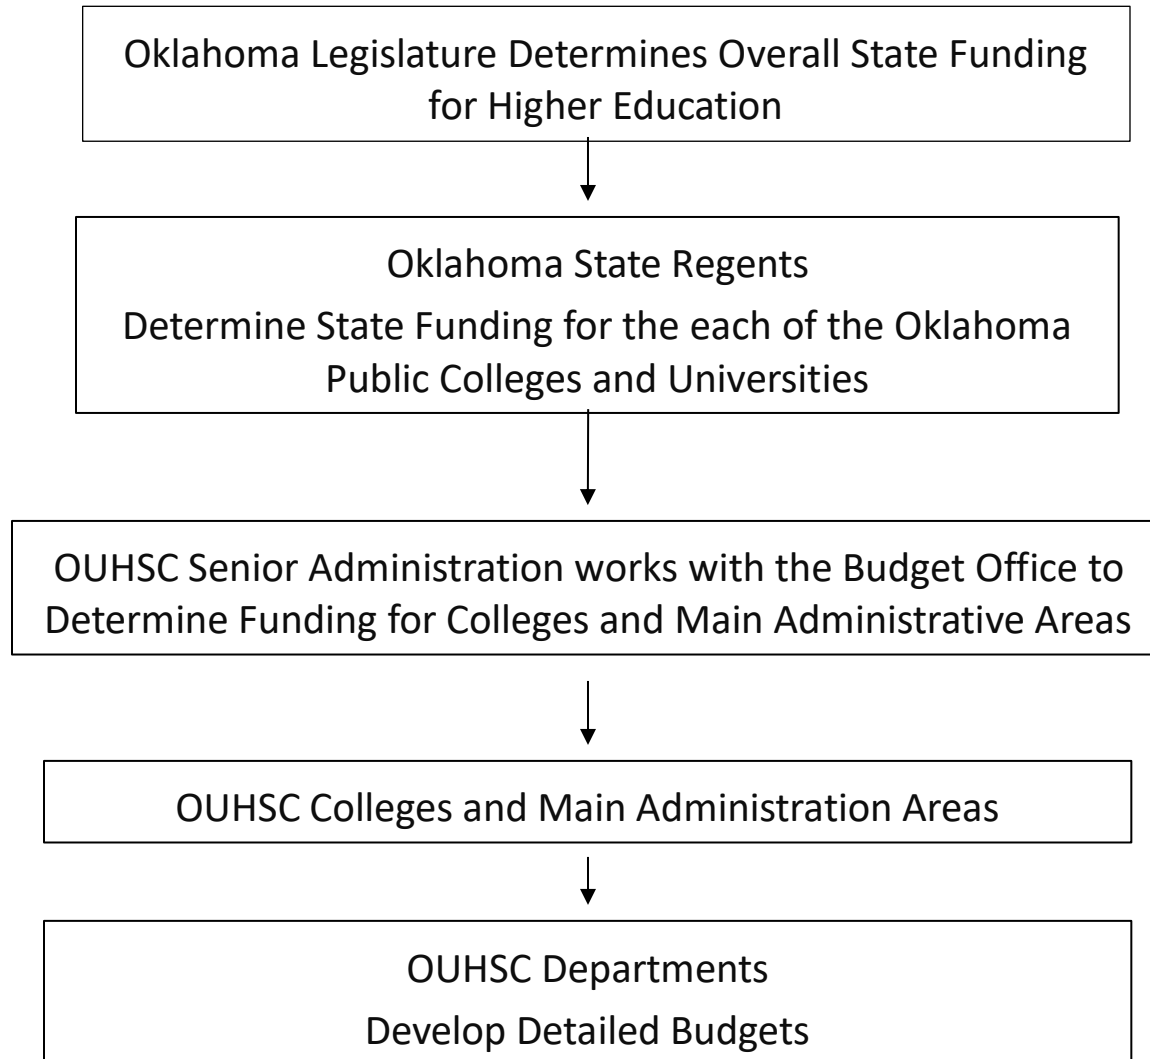 Oklahoma Legislature Determines Overall State Funding
for Higher Education
Oklahoma State Regents
Determine State Funding for the each of the Oklahoma
Public Colleges and Universities
OUHSC Senior Administration works with the Budget Office to
Determine Funding for Colleges and Main Administrative Areas
OUHSC Colleges and Main Administration Areas
OUHSC Departments
Develop Detailed Budgets